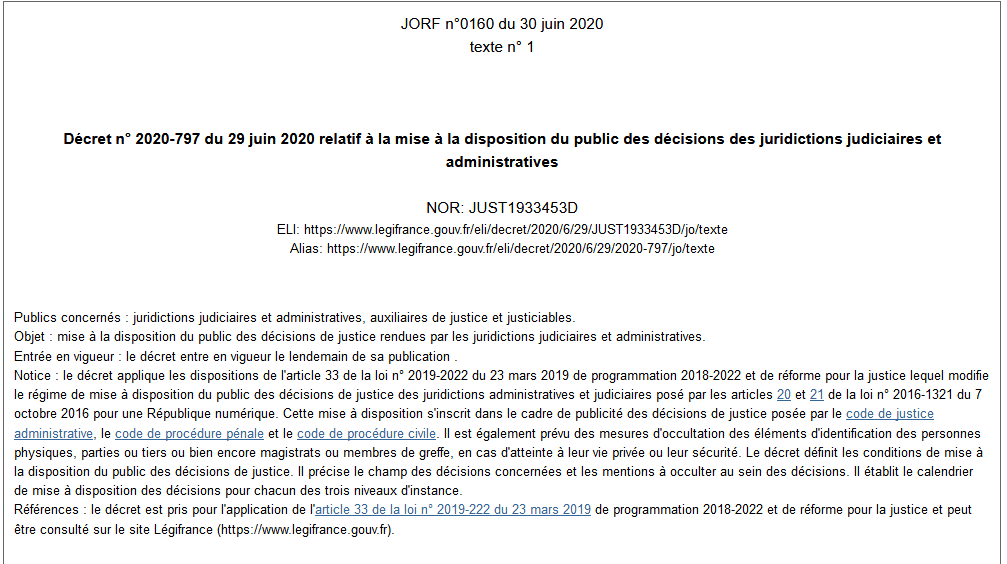 JORF n°0160 du 30 juin 2020
texte n° 1
Décret n° 2020-797 du 29 juin 2020 relatif à la mise à la disposition du public des décisions des juridictions judiciaires et
administratives
NOR: JUST1933453D
ELI: https://www.legifrance.gouv.fr/eli/decret/2020/6/29/JUST1933453D/jo/texte
Alias: https://www.legifrance.gouv.fr/eli/decret/2020/6/29/2020-797/jo/texte
Publics concernés : juridictions judiciaires et administratives, auxiliaires de justice et justiciables.
Objet : mise à la disposition du public des décisions de justice rendues par les juridictions judiciaires et administratives.
Entrée en vigueur : le décret entre en vigueur le lendemain de sa publication .
Notice : le décret applique les dispositions de l'article 33 de la loi n° 2019-2022 du 23 mars 2019 de programmation 2018-2022 et de réforme pour la justice lequel modifie
le régime de mise à disposition du public des décisions de justice des juridictions administratives et judiciaires posé par les articles 20 et 21 de la loi n° 2016-1321 du 7
octobre 2016 pour une République numérique. Cette mise à disposition s'inscrit dans le cadre de publicité des décisions de justice posée par le code de justice
administrative, le code de procédure pénale et le code de procédure civile. Il est également prévu des mesures d'occultation des éléments d'identification des personnes
physiques, parties ou tiers ou bien encore magistrats ou membres de greffe, en cas d'atteinte à leur vie privée ou leur sécurité. Le décret définit les conditions de mise à
la disposition du public des décisions de justice. Il précise le champ des décisions concernées et les mentions à occulter au sein des décisions. Il établit le calendrier
de mise à disposition des décisions pour chacun des trois niveaux d'instance.
Références : le décret est pris pour l'application de l'article 33 de la loi n° 2019-222 du 23 mars 2019 de programmation 2018-2022 et de réforme pour la justice et peut
être consulté sur le site Légifrance (https://www.legifrance.gouv.fr).